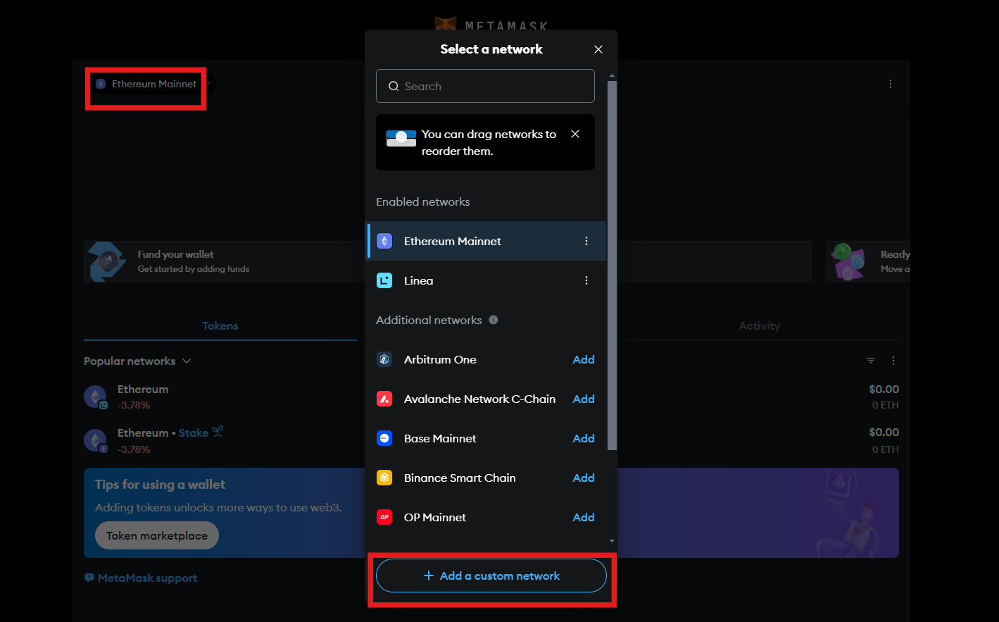 METAMASK
Select a network
Ethereum Mainnet
Search
You can drag networks to
reorder them.
Enabled networks
Ethereum Mainnet
Linea
Fund your wallet
Get started by adding funds
Ready
Move a
Additional networks
Tokens
Activity
Arbitrum One
Add
Popular networks
Ethereum
$0.00
-3.78%
0 ETH
Avalanche Network C-Chain
Add
Ethereum • Stake
$0.00
-3.78%
0 ETH
Base Mainnet
Add
Binance Smart Chain
Add
Tips for using a wallet
Adding tokens unlocks more ways to use web3.
Token marketplace
OP
OP Mainnet
Add
+ Add a custom network
MetaMask support